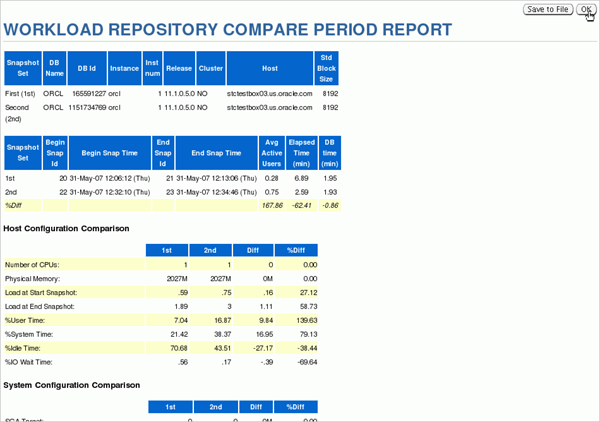 Save to File OK
WORKLOAD REPOSITORY COMPARE PERIOD REPORT
Snapshot Set DB Name DB Id Instance Inst num Release Cluster Host Std Block Size
First (1st) ORCL 165591227 orcl 1 11.1.0.5.0 NO stctestbox03.us.oracle.com 8192
Second (2nd) ORCL 1151734769 orcl 1 11.1.0.5.0 NO stctestbox03.us.oracle.com 8192
Snapshot Set Begin Snap Id Begin Snap Time End Snap Id End Snap Time Avg Active Users Elapsed Time (min) DB time (min)
1st 20 31-May-07 12:06:12 (Thu) 21 31-May-07 12:13:06 (Thu) 0.28 6.89 1.95
2nd 22 31-May-07 12:32:10 (Thu) 23 31-May-07 12:34:46 (Thu) 0.75 2.59 1.93
%Diff 167.86 -62.41 -0.86
Host Configuration Comparison
1st 2nd Diff %Diff
Number of CPUs: 1 1 0 0.00
Physical Memory: 2027M 2027M 0M 0.00
Load at Start Snapshot: .59 .75 .16 27.12
Load at End Snapshot: 1.89 3 1.11 58.73
%User Time: 7.04 16.87 9.84 139.63
%System Time: 21.42 38.37 16.95 79.13
%Idle Time: 70.68 43.51 -27.17 -38.44
%IO Wait Time: .56 .17 -.39 -69.64
System Configuration Comparison
1st 2nd Diff %Diff